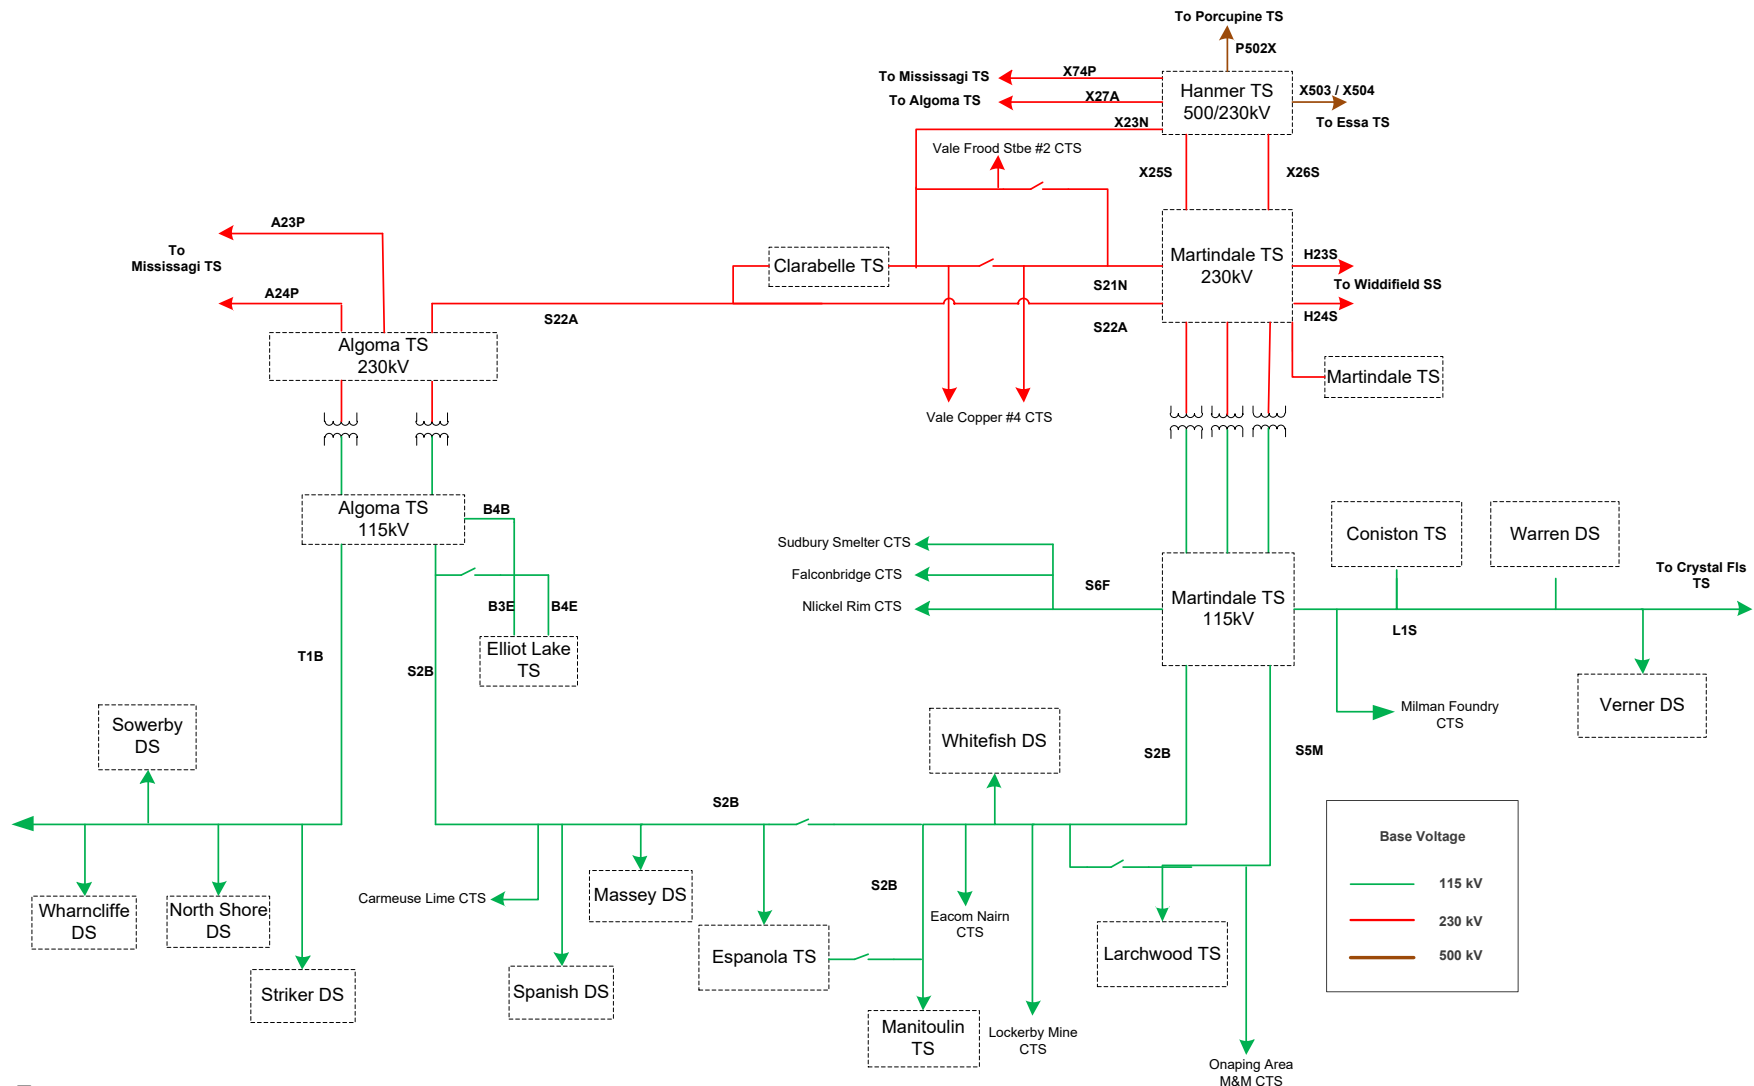 To Porcupine TS
P502X
X74P
To Mississagi TS
Hanmer TS
500/230kV
X503 / X504
X27A
To Algoma TS
To Essa TS
X23N
Vale Frood Stbe #2 CTS
X25S
X26S
A23P
To
Mississagi TS
Clarabelle TS
Martindale TS
230kV
H23S
A24P
S21N
To Widdifield SS
H24S
S22A
S22A
Algoma TS
230kV
Martindale TS
Vale Copper #4 CTS
Algoma TS
115kV
B4B
Coniston TS
Warren DS
Sudbury Smelter CTS
Falconbridge CTS
Nlickel Rim CTS
S6F
Martindale TS
115kV
To Crystal Fls
TS
B3E
B4E
L1S
Elliot Lake
TS
T1B
S2B
Sowerby
DS
Whitefish DS
S2B
S5M
Milman Foundry
CTS
Verner DS
S2B
Base Voltage
115 kV
230 kV
500 kV
Wharncliffe
DS
North Shore
DS
Carmeuse Lime CTS
Massey DS
S2B
Eacom Nairn
CTS
Espanola TS
Larchwood TS
Striker DS
Spanish DS
Manitoulin
TS
Lockerby Mine
CTS
Onaping Area
M&M CTS